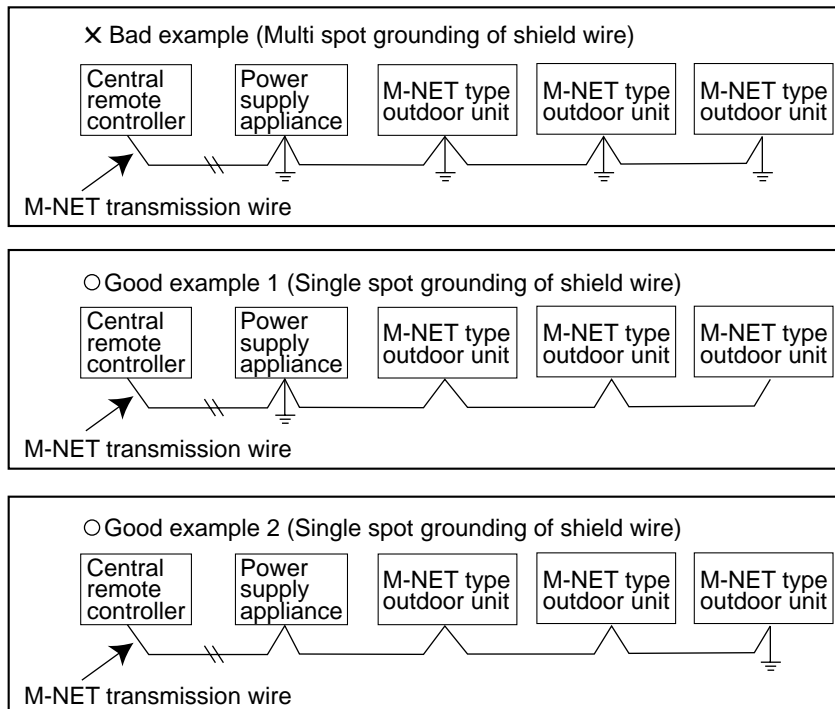 × Bad example (Multi spot grounding of shield wire)
Central
remote
controller
Power
supply
appliance
M-NET type
outdoor unit
M-NET type
outdoor unit
M-NET type
outdoor unit
M-NET transmission wire
○Good example 1 (Single spot grounding of shield wire)
Central
remote
controller
Power
supply
appliance
M-NET type
outdoor unit
M-NET type
outdoor unit
M-NET type
outdoor unit
M-NET transmission wire
○Good example 2 (Single spot grounding of shield wire)
Central
remote
controller
Power
supply
appliance
M-NET type
outdoor unit
M-NET type
outdoor unit
M-NET type
outdoor unit
M-NET transmission wire